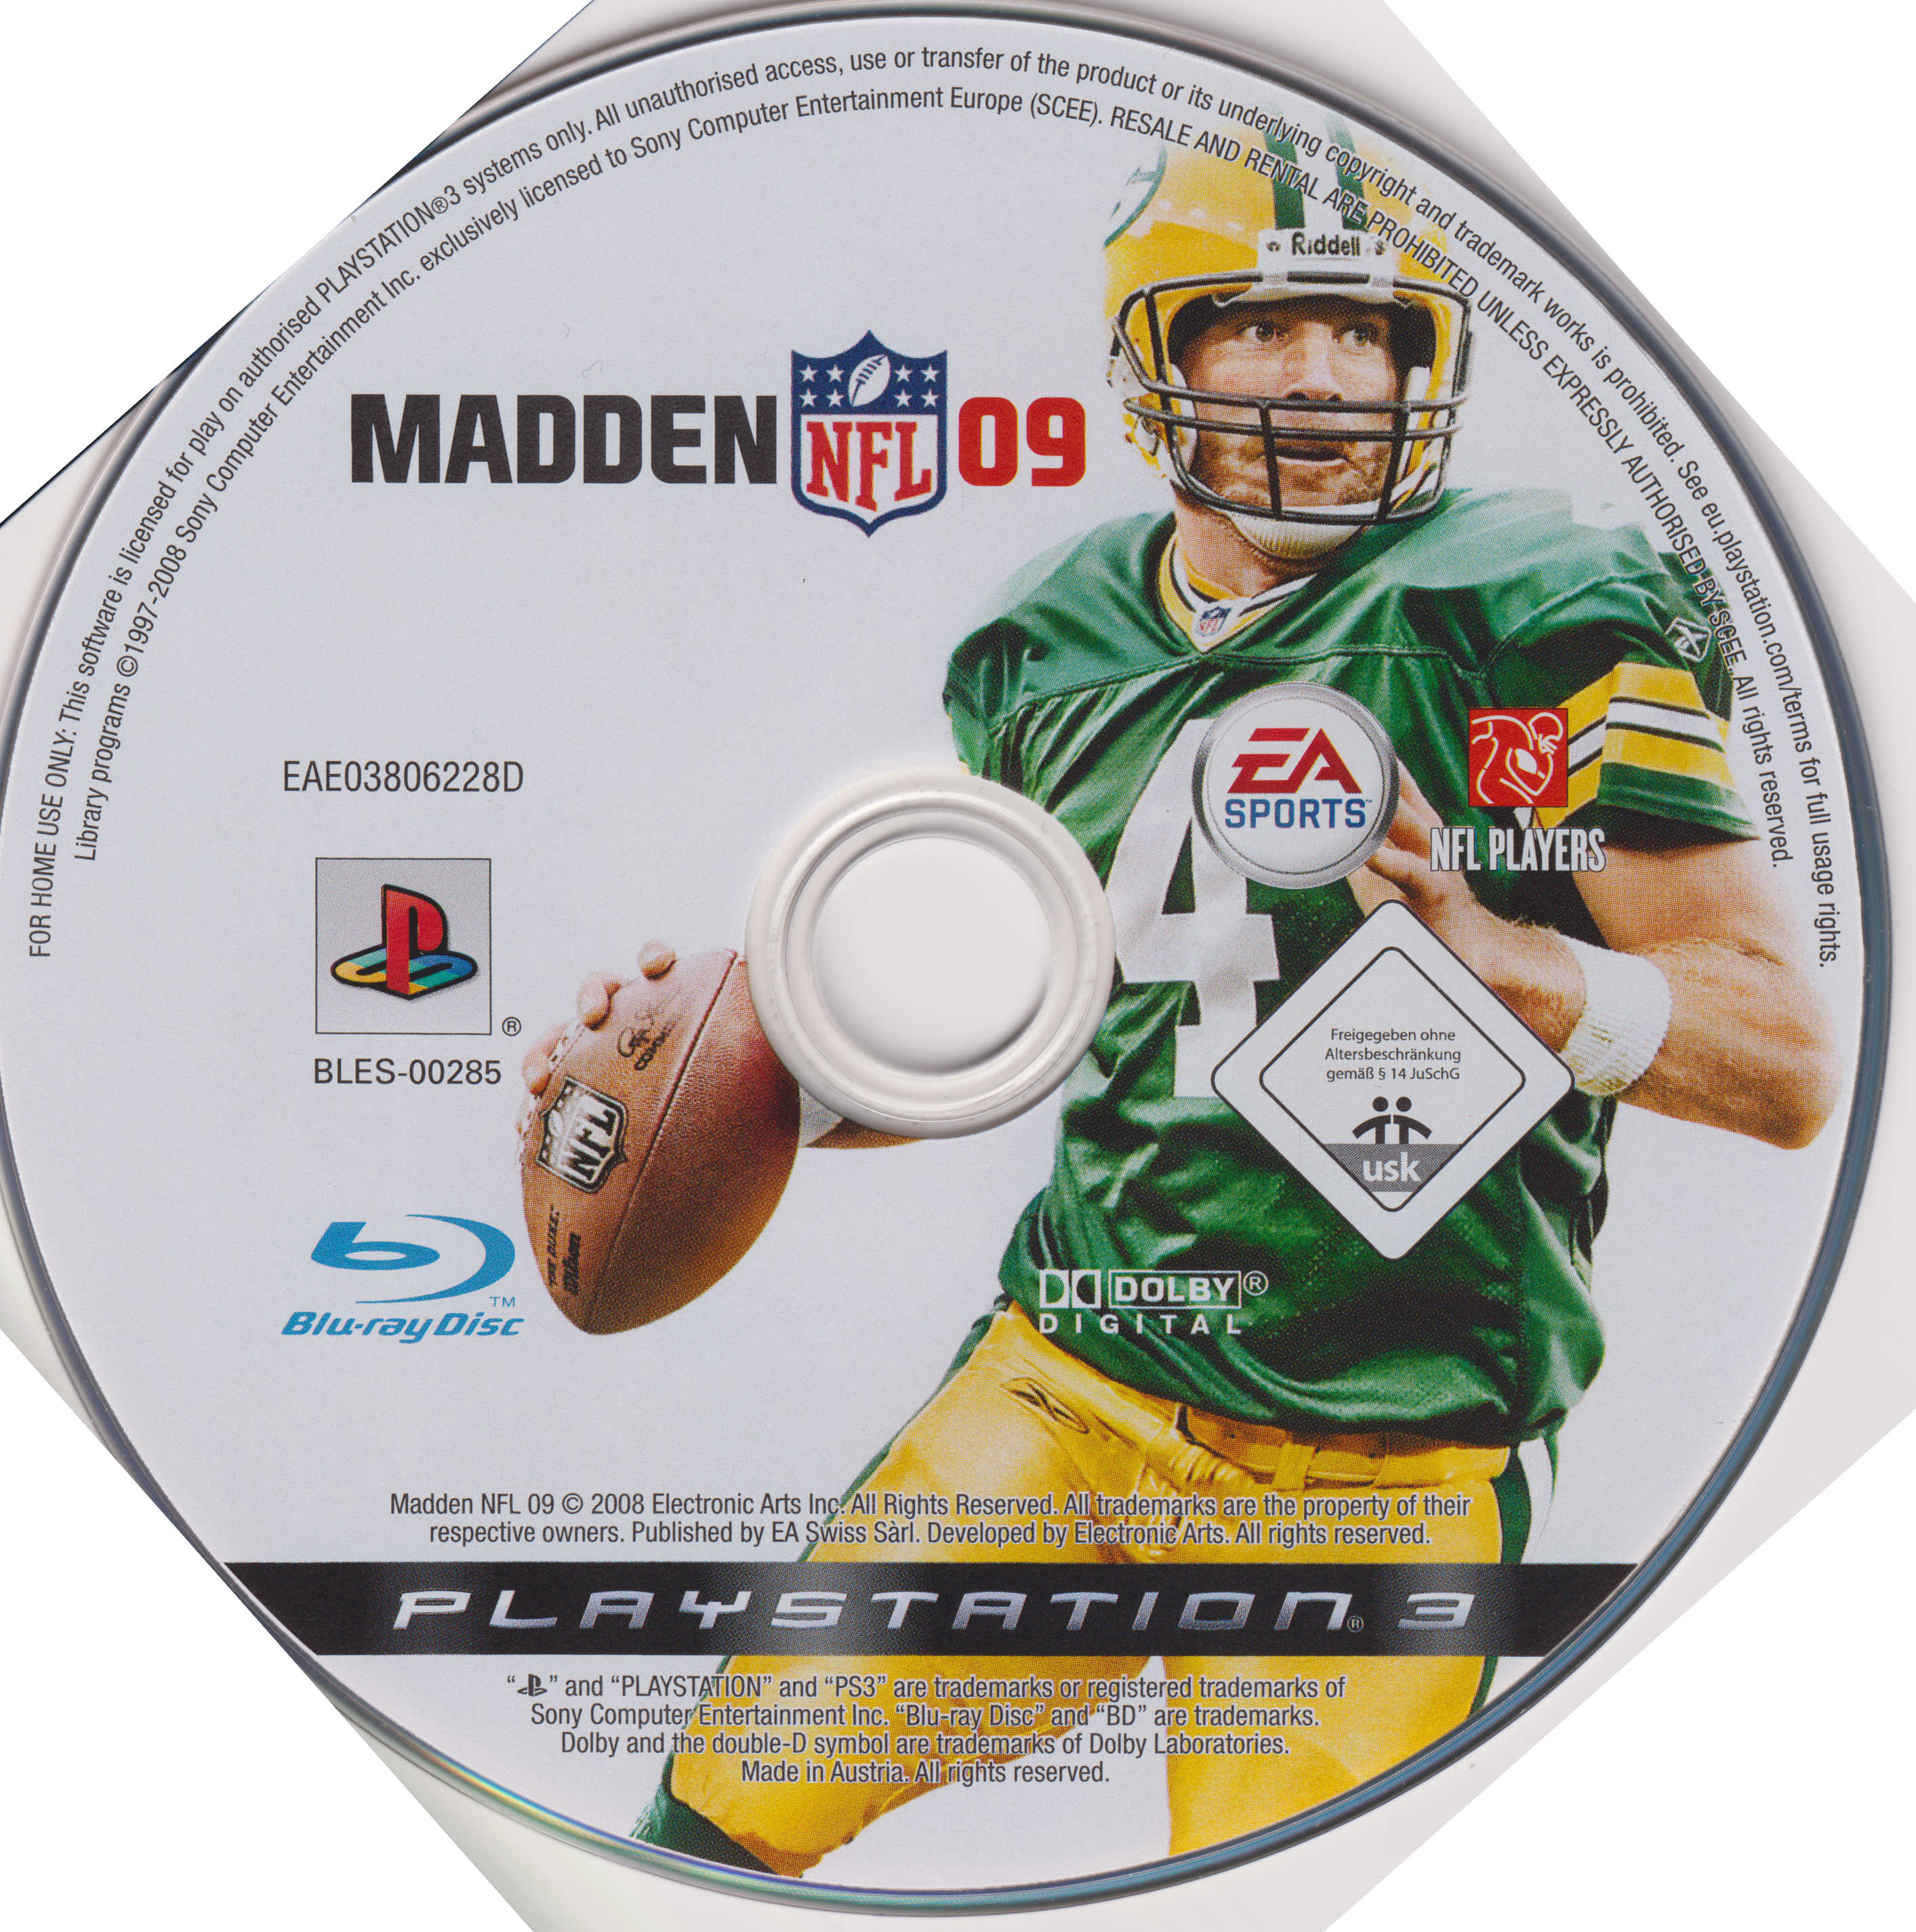 FOR HOME USE ONLY: This software is licensed for play on authorised PLAYSTATION®3 systems only. All unauthorised access, use or transfer of the product or its underlying copyright and trademark works is prohibited. See eu.playstation.com/terms for full usage rights.
Library programs ©1997-2008 Sony Computer Entertainment Inc. exclusively licensed to Sony Computer Entertainment Europe (SCEE). RESALE AND RENTAL ARE PROHIBITED UNLESS EXPRESSLY AUTHORISED BY SCEE. All rights reserved.
Riddell
MADDEN NFL 09
NFL
EAE03806228D
EA
SPORTS™
NFL PLAYERS
4
®
BLES-00285
Freigegeben ohne
Altersbeschränkung
gemäß § 14 JuSchG
usk
NFL
THE DUKE
Wilson
Blu-ray Disc™
DOLBY®
DIGITAL
Madden NFL 09 © 2008 Electronic Arts Inc. All Rights Reserved. All trademarks are the property of their
respective owners. Published by EA Swiss Sàrl. Developed by Electronic Arts. All rights reserved.
PLAYSTATION®3
“ ” and “PLAYSTATION” and “PS3” are trademarks or registered trademarks of
Sony Computer Entertainment Inc. “Blu-ray Disc” and “BD” are trademarks.
Dolby and the double-D symbol are trademarks of Dolby Laboratories.
Made in Austria. All rights reserved.